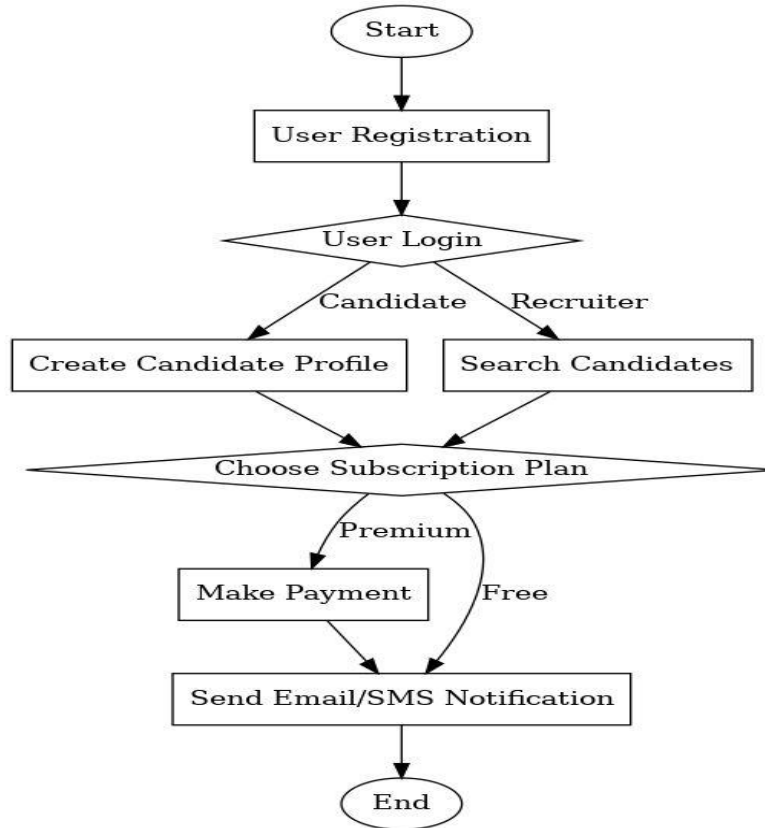 Start
User Registration
User Login
Candidate
Recruiter
Create Candidate Profile
Search Candidates
Choose Subscription Plan
Premium
Make Payment
Free
Send Email/SMS Notification
End